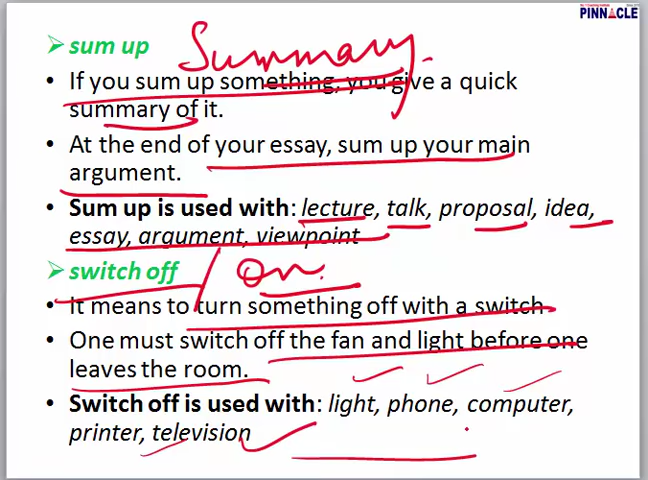 PINNACLE
➢ sum up Summary.
• If you sum up something, you give a quick
summary of it.
• At the end of your essay, sum up your main
argument.
• Sum up is used with: lecture, talk, proposal, idea,
essay, argument, viewpoint
➢ switch off / on.
• It means to turn something off with a switch
• One must switch off the fan and light before one
leaves the room.
• Switch off is used with: light, phone, computer,
printer, television